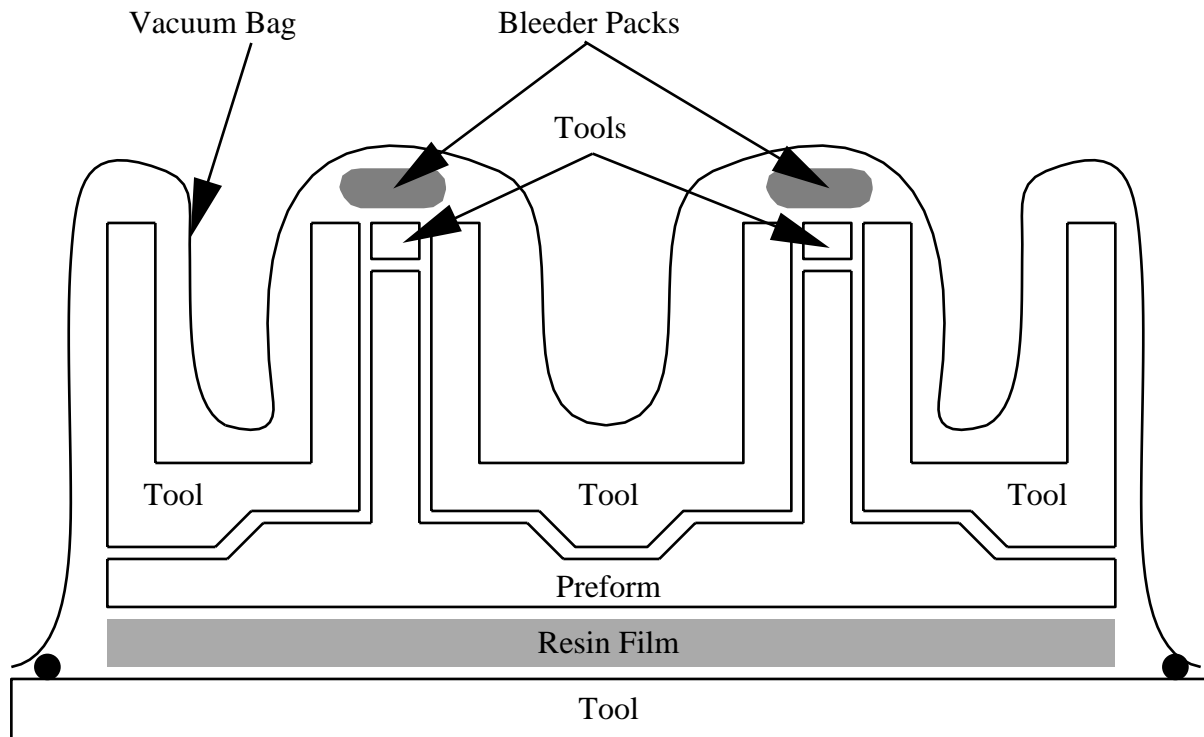 Vacuum Bag
Bleeder Packs
Tools
Tool
Tool
Tool
Preform
Resin Film
Tool